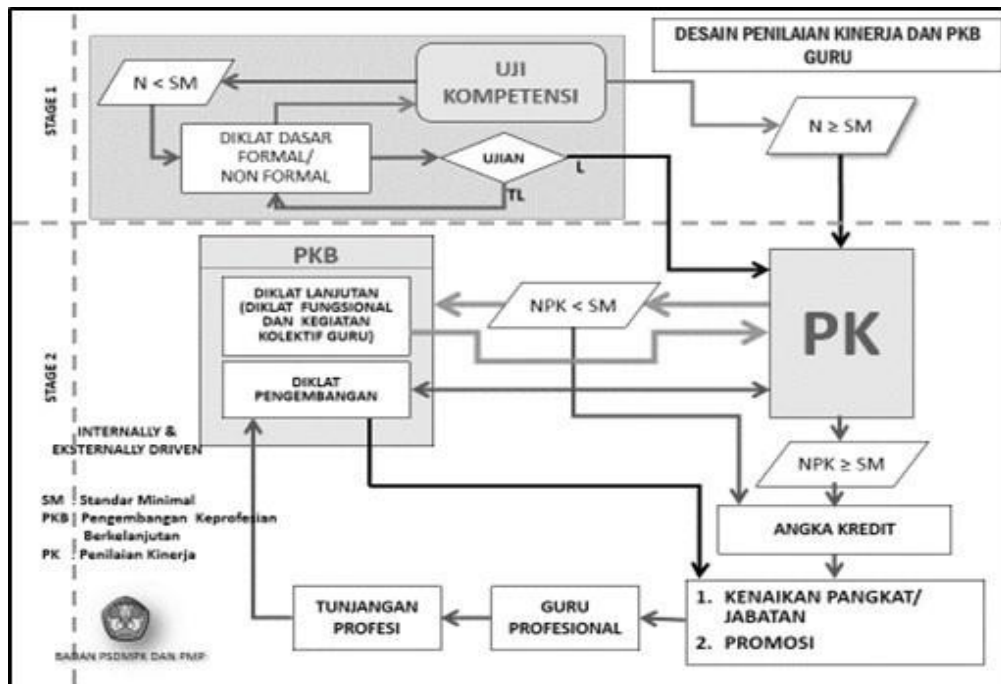 DESAIN PENILAIAN KINERJA DAN PKB
GURU
STAGE 1
N < SM
UJI
KOMPETENSI
N ≥ SM
DIKLAT DASAR
FORMAL/
NON FORMAL
UJIAN
L
TL
STAGE 2
PKB
DIKLAT LANJUTAN
(DIKLAT FUNGSIONAL
DAN KEGIATAN
KOLEKTIF GURU)
NPK < SM
PK
DIKLAT
PENGEMBANGAN
INTERNALLY &
EKSTERNALLY DRIVEN
NPK ≥ SM
SM : Standar Minimal
PKB : Pengembangan Keprofesian
Berkelanjutan
PK : Penilaian Kinerja
ANGKA KREDIT
TUNJANGAN
PROFESI
GURU
PROFESIONAL
1. KENAIKAN PANGKAT/
JABATAN
2. PROMOSI
BADAN PSDMPK DAN PMP